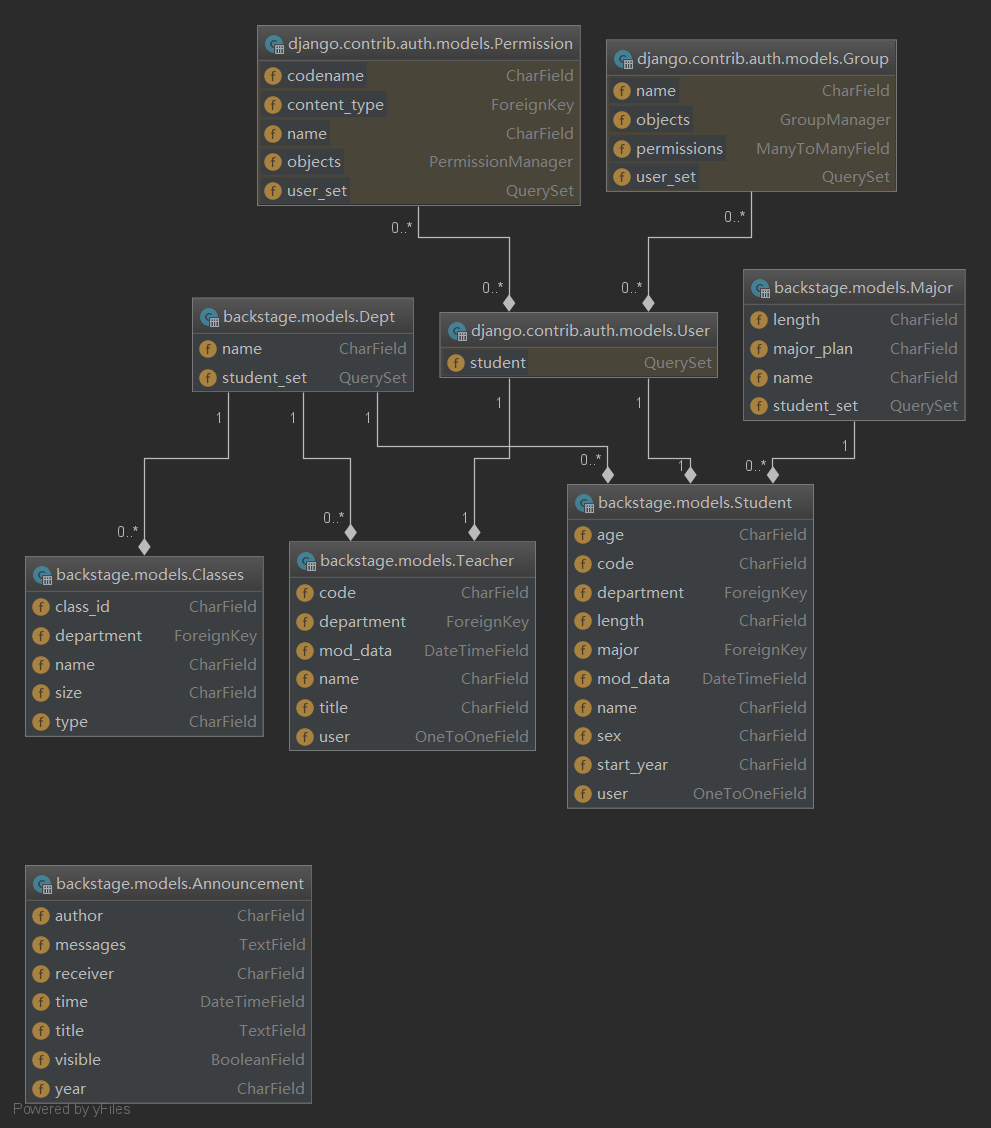 django.contrib.auth.models.Permission
codename CharField
content_type ForeignKey
name CharField
objects PermissionManager
user_set QuerySet
django.contrib.auth.models.Group
name CharField
objects GroupManager
permissions ManyToManyField
user_set QuerySet
0..*
0..*
0..*
0..*
backstage.models.Dept
name CharField
student_set QuerySet
django.contrib.auth.models.User
student QuerySet
backstage.models.Major
length CharField
major_plan CharField
name CharField
student_set QuerySet
1
1
1
1
1
1
0..*
0..*
1
0..*
1
0..*
backstage.models.Classes
class_id CharField
department ForeignKey
name CharField
size CharField
type CharField
backstage.models.Teacher
code CharField
department ForeignKey
mod_data DateTimeField
name CharField
title CharField
user OneToOneField
backstage.models.Student
age CharField
code CharField
department ForeignKey
length CharField
major ForeignKey
mod_data DateTimeField
name CharField
sex CharField
start_year CharField
user OneToOneField
backstage.models.Announcement
author CharField
messages TextField
receiver CharField
time DateTimeField
title TextField
visible BooleanField
year CharField
Powered by yFiles